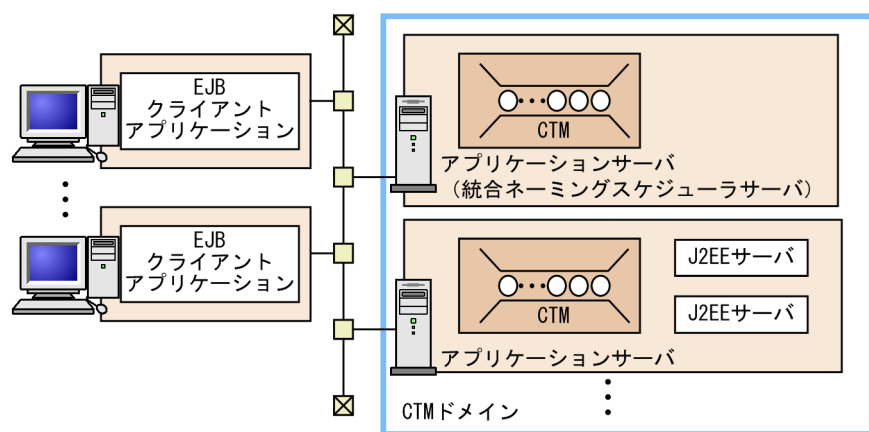 EJB
クライアント
アプリケーション
EJB
クライアント
アプリケーション
CTM
アプリケーションサーバ
（統合ネーミングスケジューラサーバ）
CTM
J2EEサーバ
J2EEサーバ
アプリケーションサーバ
CTMドメイン